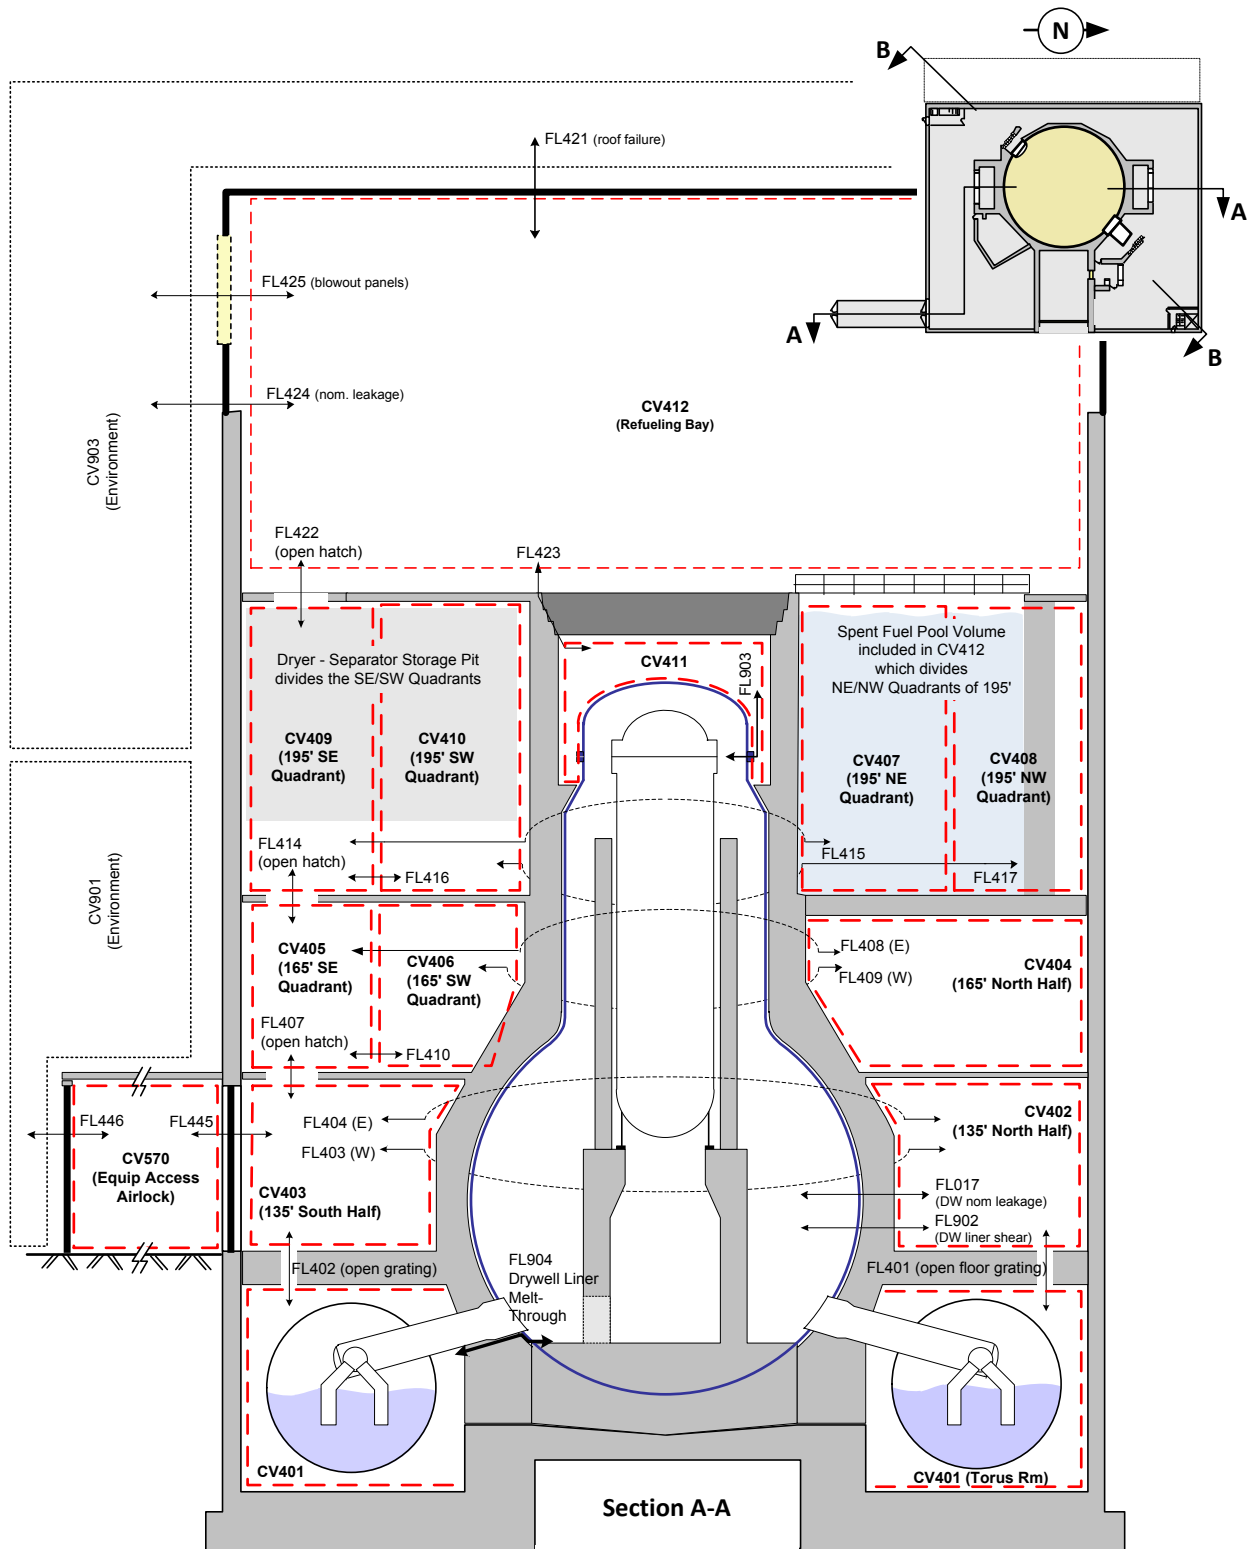 N
B
FL421 (roof failure)
A
FL425 (blowout panels)
A
B
FL424 (nom. leakage)
CV412
(Refueling Bay)
CV903
(Environment)
FL422
(open hatch)
FL423
Dryer - Separator Storage Pit
divides the SE/SW Quadrants
CV411
FL903
Spent Fuel Pool Volume
included in CV412
which divides
NE/NW Quadrants of 195'
CV409
(195' SE
Quadrant)
CV410
(195' SW
Quadrant)
CV407
(195' NE
Quadrant)
CV408
(195' NW
Quadrant)
FL414
(open hatch)
FL416
FL415
FL417
CV901
(Environment)
CV405
(165' SE
Quadrant)
CV406
(165' SW
Quadrant)
FL408 (E)
FL409 (W)
CV404
(165' North Half)
FL407
(open hatch)
FL410
FL446
FL445
FL404 (E)
FL403 (W)
CV402
(135' North Half)
CV570
(Equip Access
Airlock)
CV403
(135' South Half)
FL017
(DW nom leakage)
FL902
(DW liner shear)
FL402 (open grating)
FL904
Drywell Liner
Melt-
Through
FL401 (open floor grating)
CV401
CV401 (Torus Rm)
Section A-A